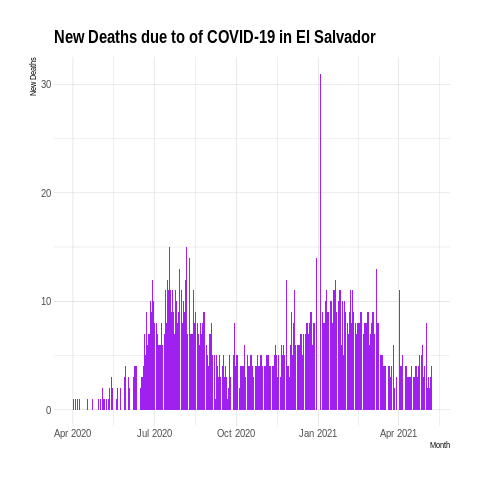 New Deaths due to of COVID-19 in El Salvador
New Deaths
30
20
10
0
Apr 2020 Jul 2020 Oct 2020 Jan 2021 Apr 2021
Month